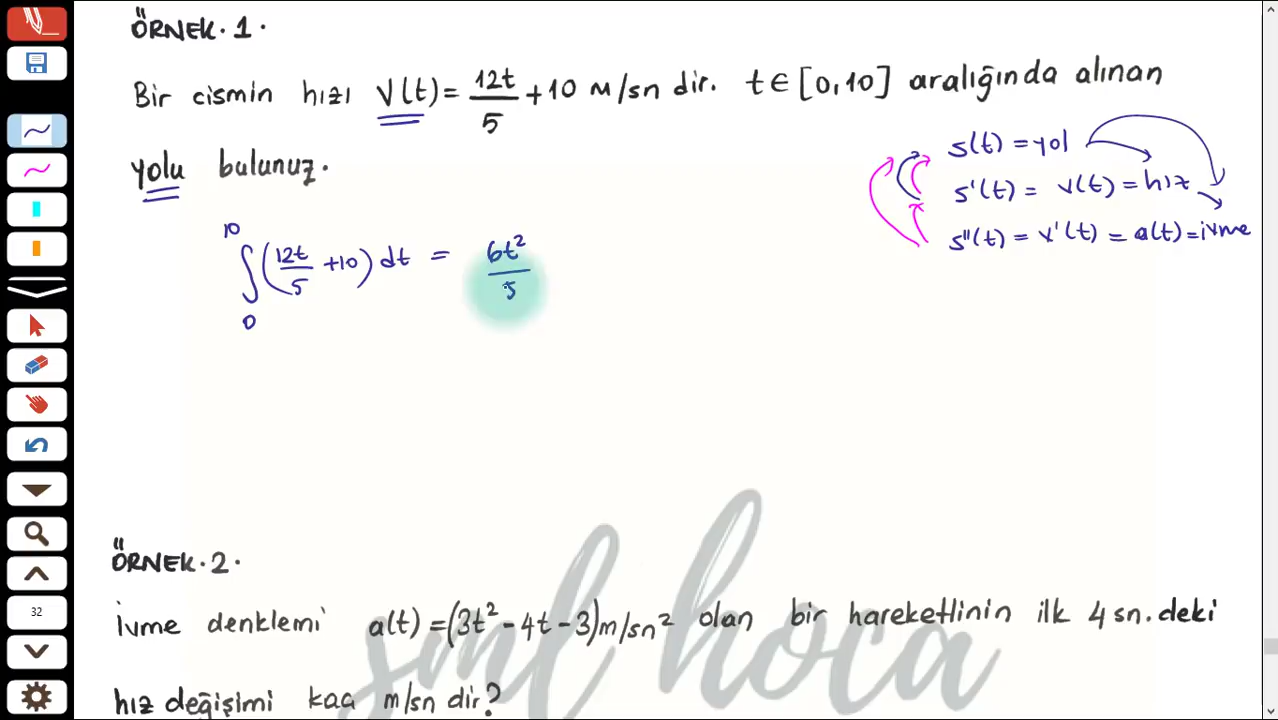 ÖRNEK.1.
Bir cismin hızı V(t)= 12t/5 +10 m/sn dir. t∈[0,10] aralığında alınan
yolu bulunuz.
s(t) = yol
s'(t) = v(t) = hız
s''(t) = v'(t) = a(t) = ivme
∫₀¹⁰ (12t/5 +10) dt = 6t²/5
ÖRNEK.2.
İvme denklemi a(t) =(3t² - 4t - 3)m/sn² olan bir hareketlinin ilk 4 sn.deki
hız değişimi kaç m/sn dir?
sml hoca
32